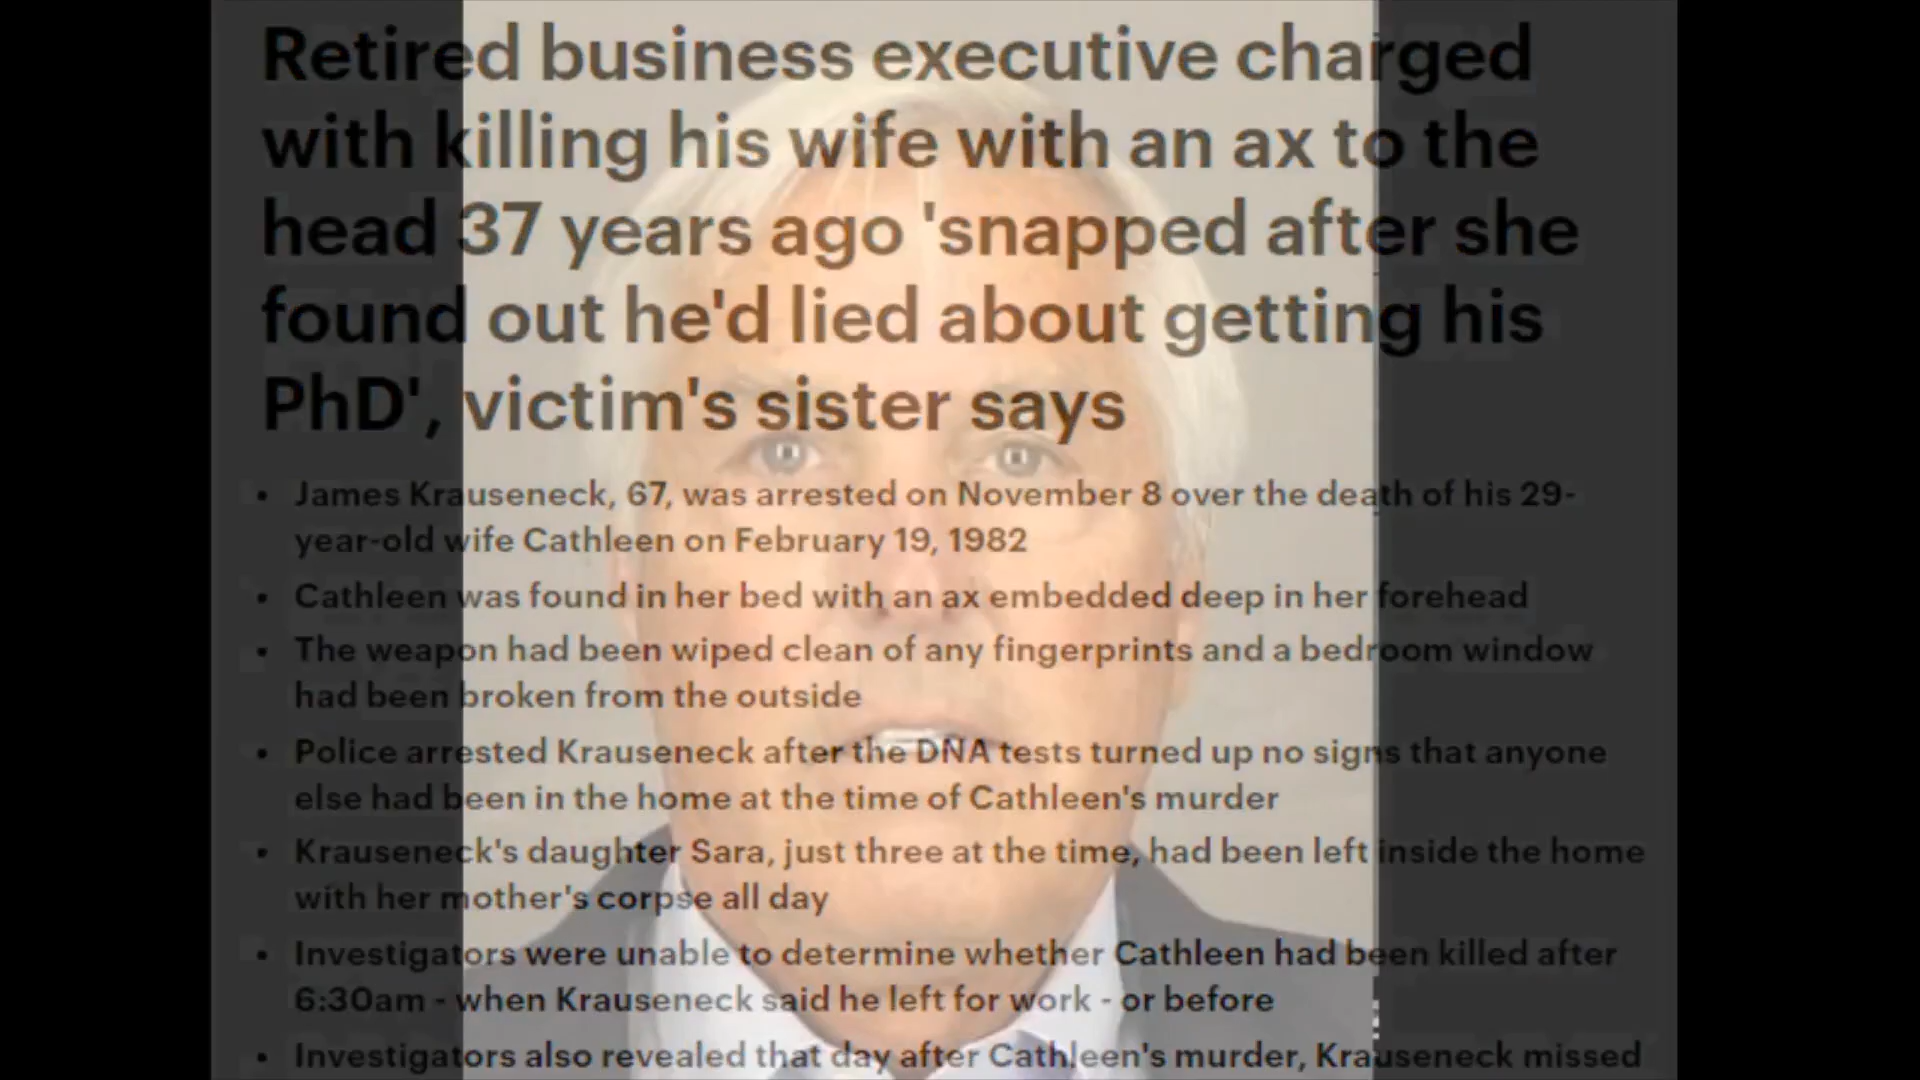 Retired business executive charged
with killing his wife with an ax to the
head 37 years ago 'snapped after she
found out he'd lied about getting his
PhD', victim's sister says
• James Krauseneck, 67, was arrested on November 8 over the death of his 29-
year-old wife Cathleen on February 19, 1982
• Cathleen was found in her bed with an ax embedded deep in her forehead
• The weapon had been wiped clean of any fingerprints and a bedroom window
had been broken from the outside
• Police arrested Krauseneck after the DNA tests turned up no signs that anyone
else had been in the home at the time of Cathleen's murder
• Krauseneck's daughter Sara, just three at the time, had been left inside the home
with her mother's corpse all day
• Investigators were unable to determine whether Cathleen had been killed after
6:30am - when Krauseneck said he left for work - or before
• Investigators also revealed that day after Cathleen's murder, Krauseneck missed